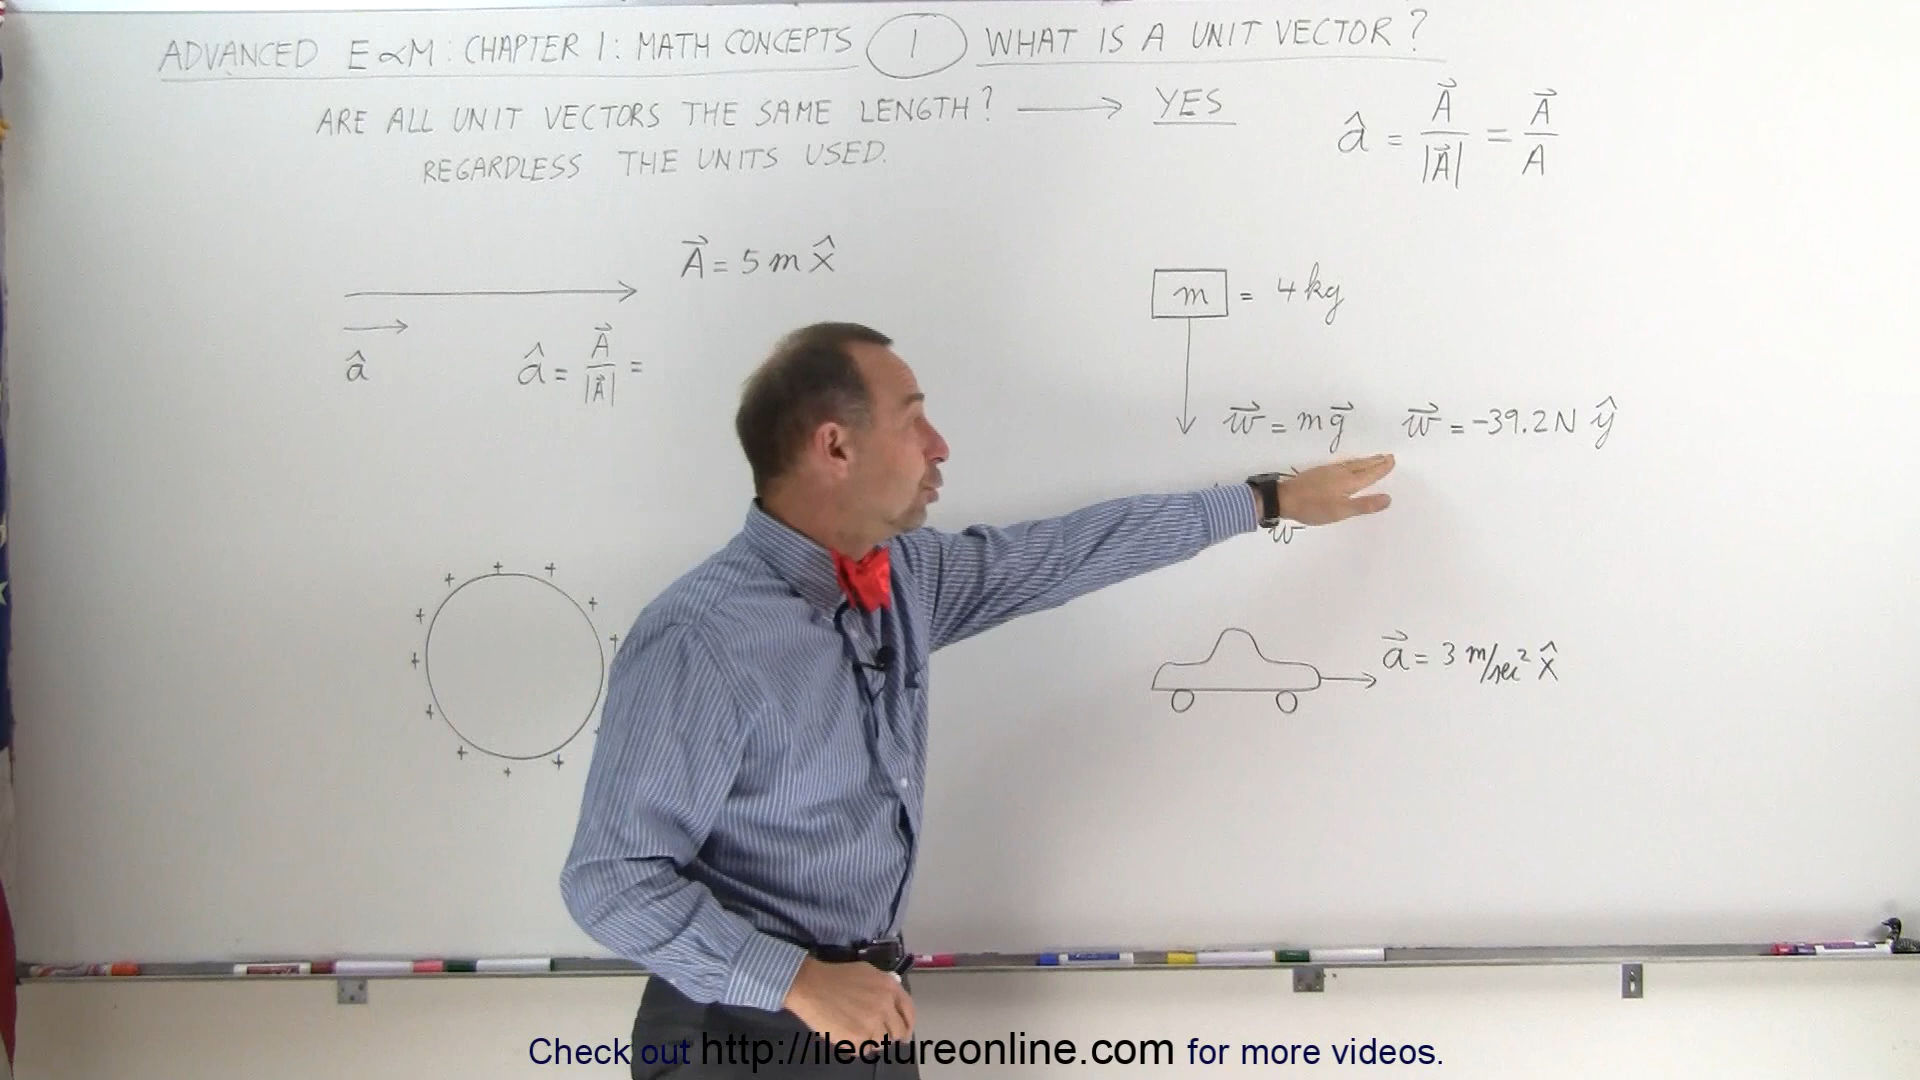 ADVANCED E∝M: CHAPTER 1: MATH CONCEPTS 1 WHAT IS A UNIT VECTOR?
ARE ALL UNIT VECTORS THE SAME LENGTH? → YES
REGARDLESS THE UNITS USED.
â = A⃗ / |A⃗| = A⃗ / A
A⃗ = 5 m x̂
â
â = A⃗ / |A⃗| =
m = 4 kg
w⃗ = mg⃗ w⃗ = -39.2 N ŷ
w
a⃗ = 3 m/sec² x̂
+ + + + + + + + + + + +
Check out http://ilectureonline.com for more videos.